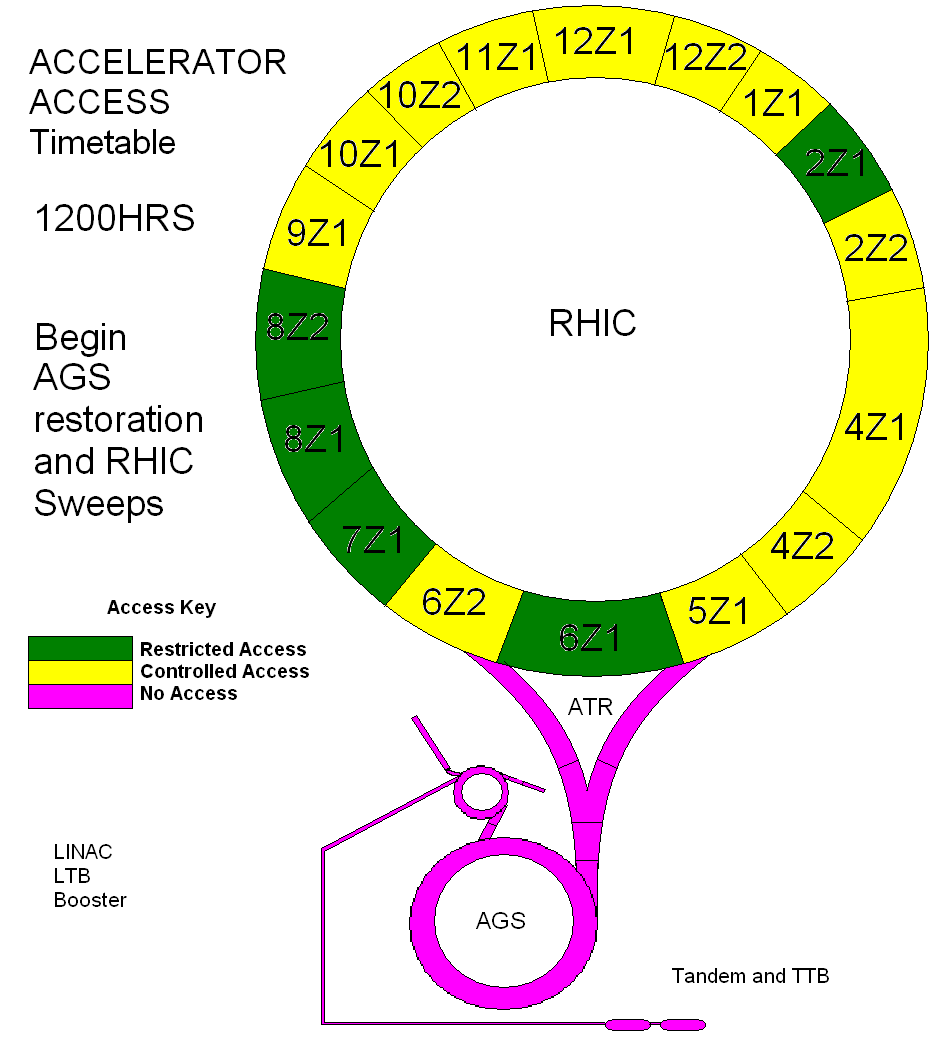 ACCELERATOR
ACCESS
Timetable
1200HRS
Begin
AGS
restoration
and RHIC
Sweeps
11Z1
12Z1
12Z2
10Z2
1Z1
10Z1
2Z1
9Z1
2Z2
8Z2
RHIC
8Z1
4Z1
7Z1
4Z2
6Z2
5Z1
6Z1
Access Key
Restricted Access
Controlled Access
No Access
ATR
LINAC
LTB
Booster
AGS
Tandem and TTB